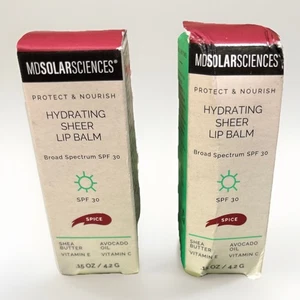 MDSOLARSCIENCES®
PROTECT & NOURISH
HYDRATING
SHEER
LIP BALM
Broad Spectrum SPF 30
SPF 30
SPICE
SHEA BUTTER
AVOCADO OIL
VITAMIN E
VITAMIN C
.15 OZ / 4.2 G
MDSOLARSCIENCES®
PROTECT & NOURISH
HYDRATING
SHEER
LIP BALM
Broad Spectrum SPF 30
SPF 30
SPICE
SHEA BUTTER
AVOCADO OIL
VITAMIN E
VITAMIN C
.15 OZ / 4.2 G